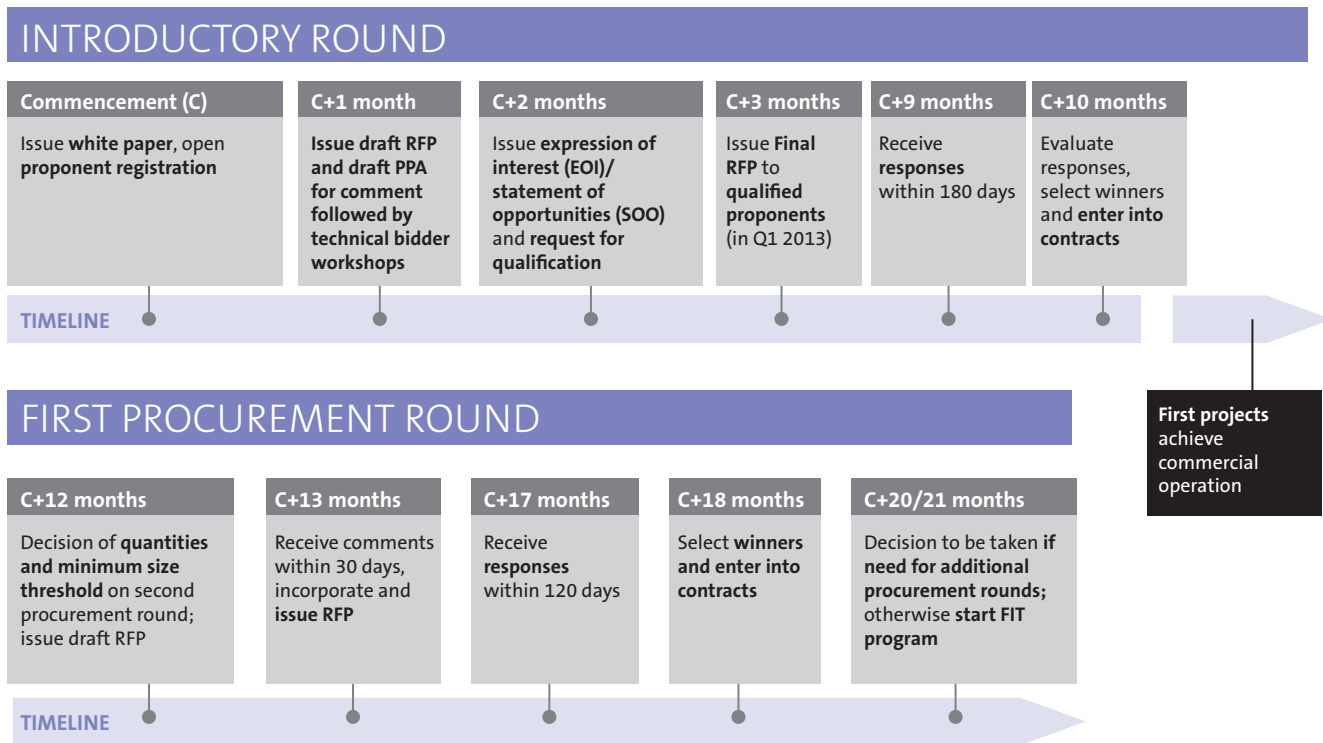 INTRODUCTORY ROUND
Commencement (C)
Issue white paper, open
proponent registration
C+1 month
Issue draft RFP
and draft PPA
for comment
followed by
technical bidder
workshops
C+2 months
Issue expression of
interest (EOI)/
statement of
opportunities (SOO)
and request for
qualification
C+3 months
Issue Final
RFP to
qualified
proponents
(in Q1 2013)
C+9 months
Receive
responses
within 180 days
C+10 months
Evaluate
responses,
select winners
and enter into
contracts
TIMELINE
First projects
achieve
commercial
operation
FIRST PROCUREMENT ROUND
C+12 months
Decision of quantities
and minimum size
threshold on second
procurement round;
issue draft RFP
C+13 months
Receive comments
within 30 days,
incorporate and
issue RFP
C+17 months
Receive
responses
within 120 days
C+18 months
Select winners
and enter into
contracts
C+20/21 months
Decision to be taken if
need for additional
procurement rounds;
otherwise start FIT
program
TIMELINE